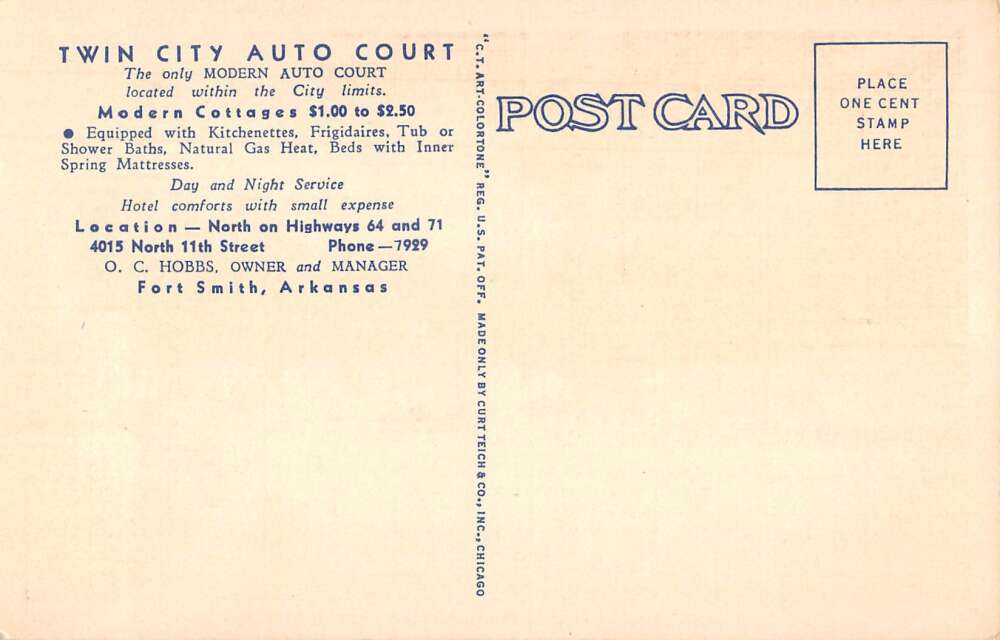 TWIN CITY AUTO COURT
The only MODERN AUTO COURT
located within the City limits.
Modern Cottages $1.00 to $2.50
● Equipped with Kitchenettes, Frigidaires, Tub or
Shower Baths, Natural Gas Heat, Beds with Inner
Spring Mattresses.
Day and Night Service
Hotel comforts with small expense
Location — North on Highways 64 and 71
4015 North 11th Street Phone—7929
O. C. HOBBS, OWNER and MANAGER
Fort Smith, Arkansas
"C.T. ART-COLORTONE" REG. U.S. PAT. OFF. MADE ONLY BY CURT TEICH & CO., INC., CHICAGO
POST CARD
PLACE
ONE CENT
STAMP
HERE